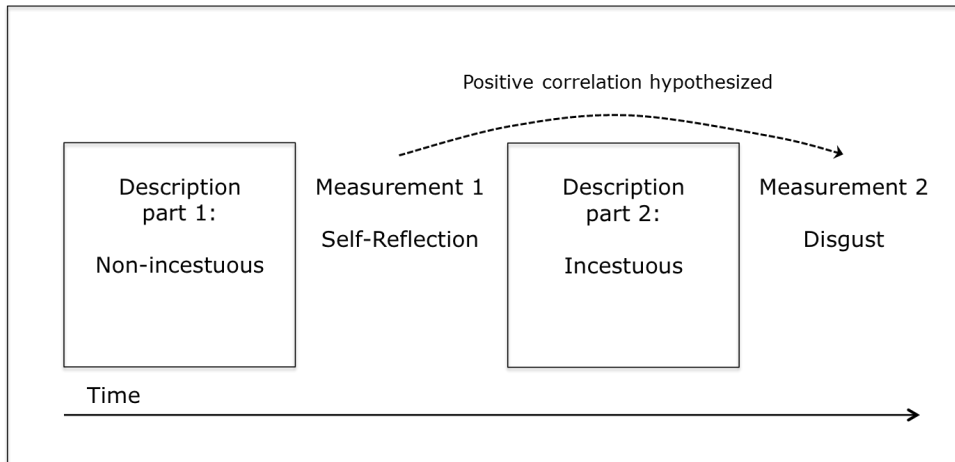 Positive correlation hypothesized
Description
part 1:
Non-incestuous
Measurement 1
Self-Reflection
Description
part 2:
Incestuous
Measurement 2
Disgust
Time